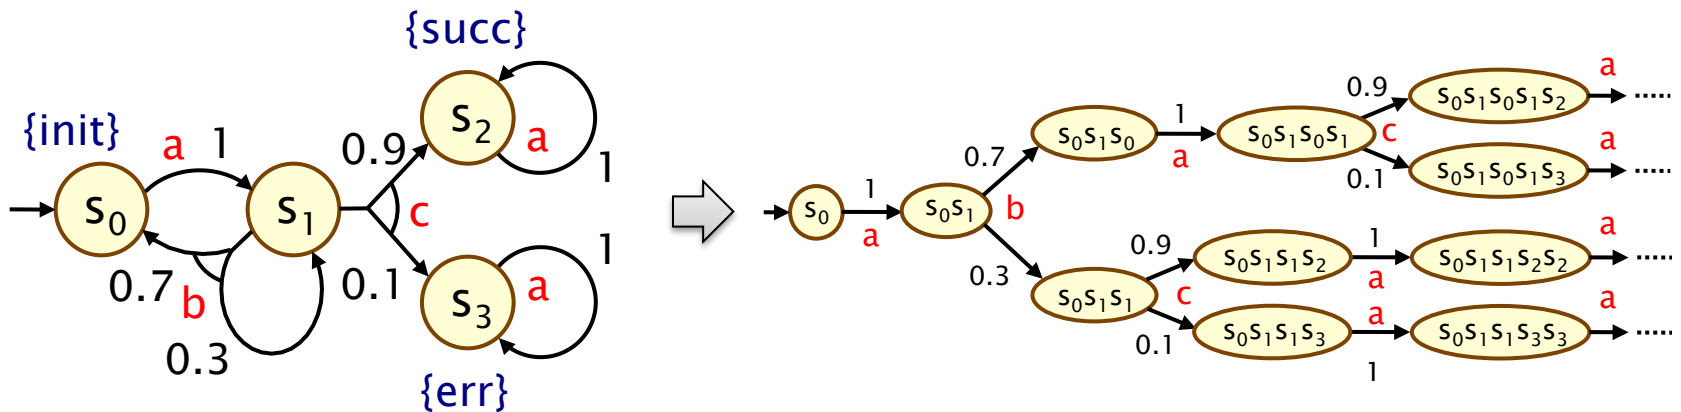 {succ}
{init}
a 1
0.9
s₂
a
1
s₀
s₁
c
0.7
b
0.3
0.1
s₃
a
1
{err}
s₀
1
a
s₀s₁
0.7
b
0.3
s₀s₁s₀
1
a
s₀s₁s₀s₁
0.9
c
0.1
s₀s₁s₀s₁s₂
a
.....
s₀s₁s₀s₁s₃
a
.....
s₀s₁s₁
0.9
c
0.1
s₀s₁s₁s₂
1
a
s₀s₁s₁s₂s₂
a
.....
s₀s₁s₁s₃
a
1
s₀s₁s₁s₃s₃
a
.....